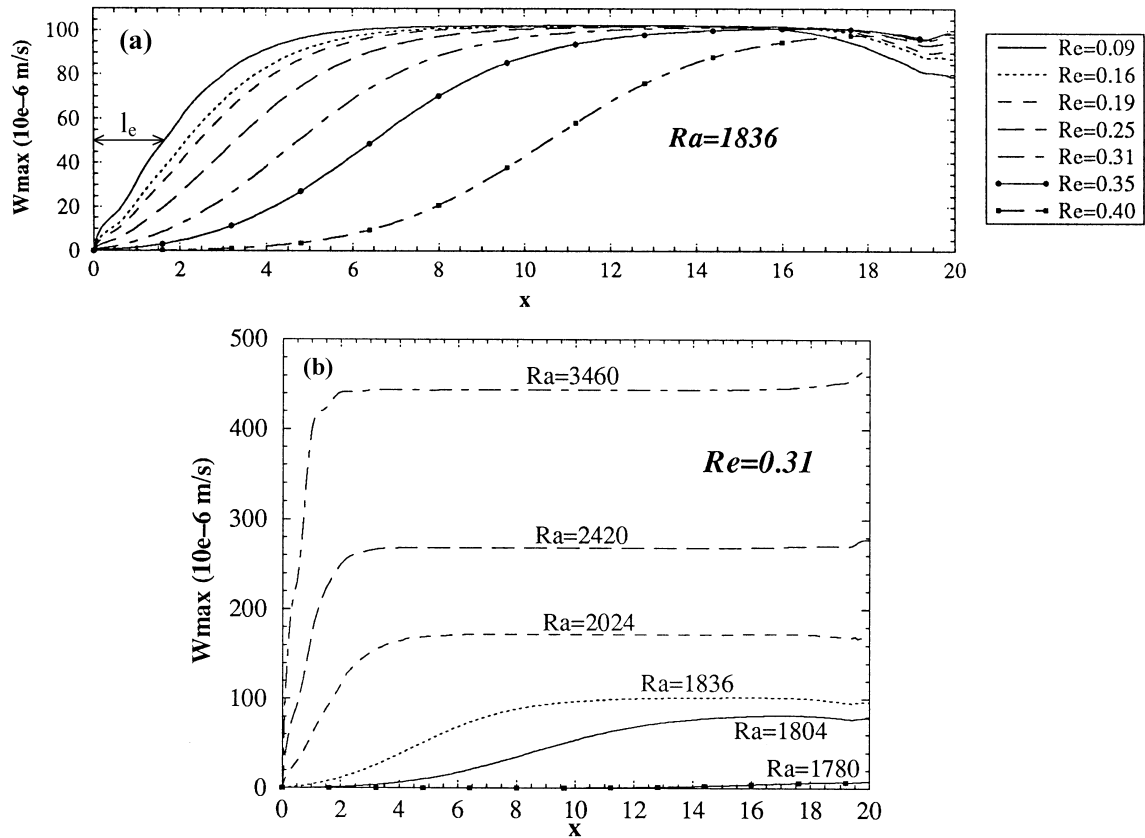 (a)
Wmax (10e−6 m/s)
100
80
60
40
20
0
l_e
Ra=1836
0 2 4 6 8 10 12 14 16 18 20
x
Re=0.09
Re=0.16
Re=0.19
Re=0.25
Re=0.31
Re=0.35
Re=0.40
(b)
Wmax (10e−6 m/s)
500
400
300
200
100
0
Ra=3460
Re=0.31
Ra=2420
Ra=2024
Ra=1836
Ra=1804
Ra=1780
0 2 4 6 8 10 12 14 16 18 20
x